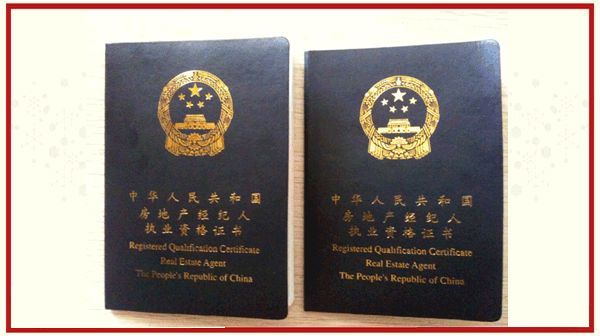 中华人民共和国
房地产经纪人
执业资格证书
Registered Qualification Certificate
Real Estate Agent
The People's Republic of China
中华人民共和国
房地产经纪人
执业资格证书
Registered Qualification Certificate
Real Estate Agent
The People's Republic of China